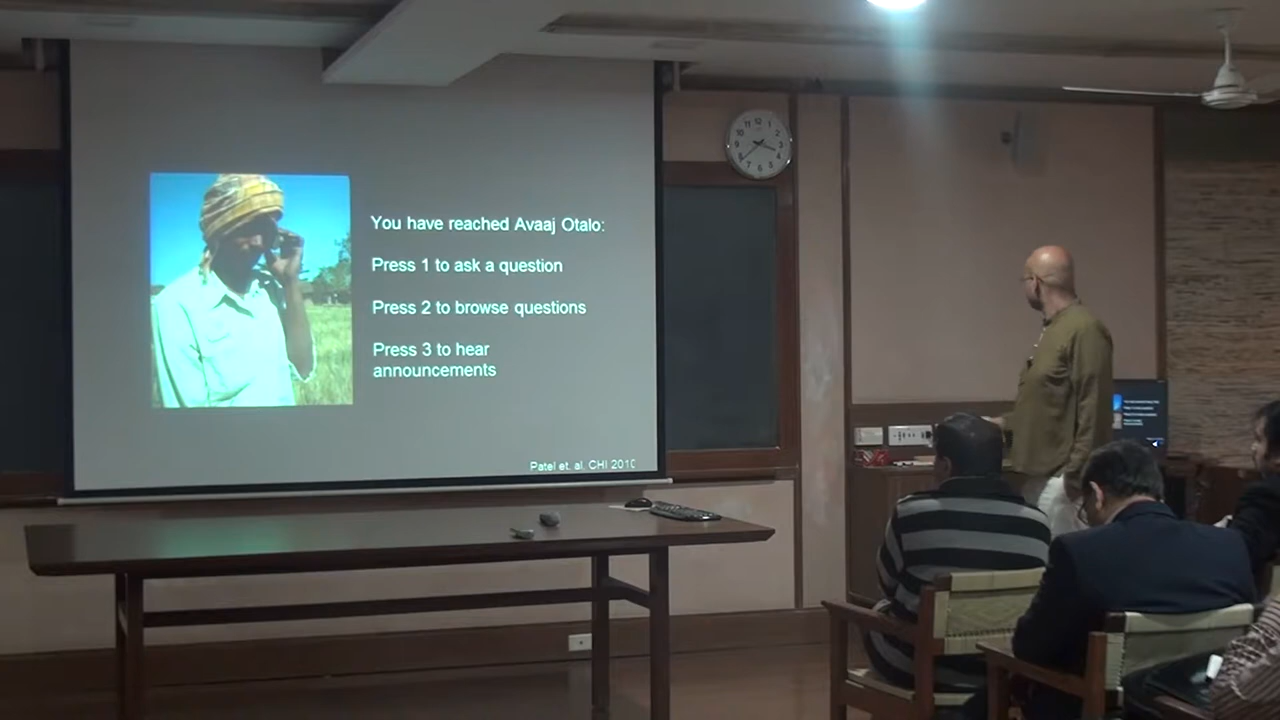 You have reached Avaaj Otalo:
Press 1 to ask a question
Press 2 to browse questions
Press 3 to hear
announcements
Patel et. al, CHI 2010